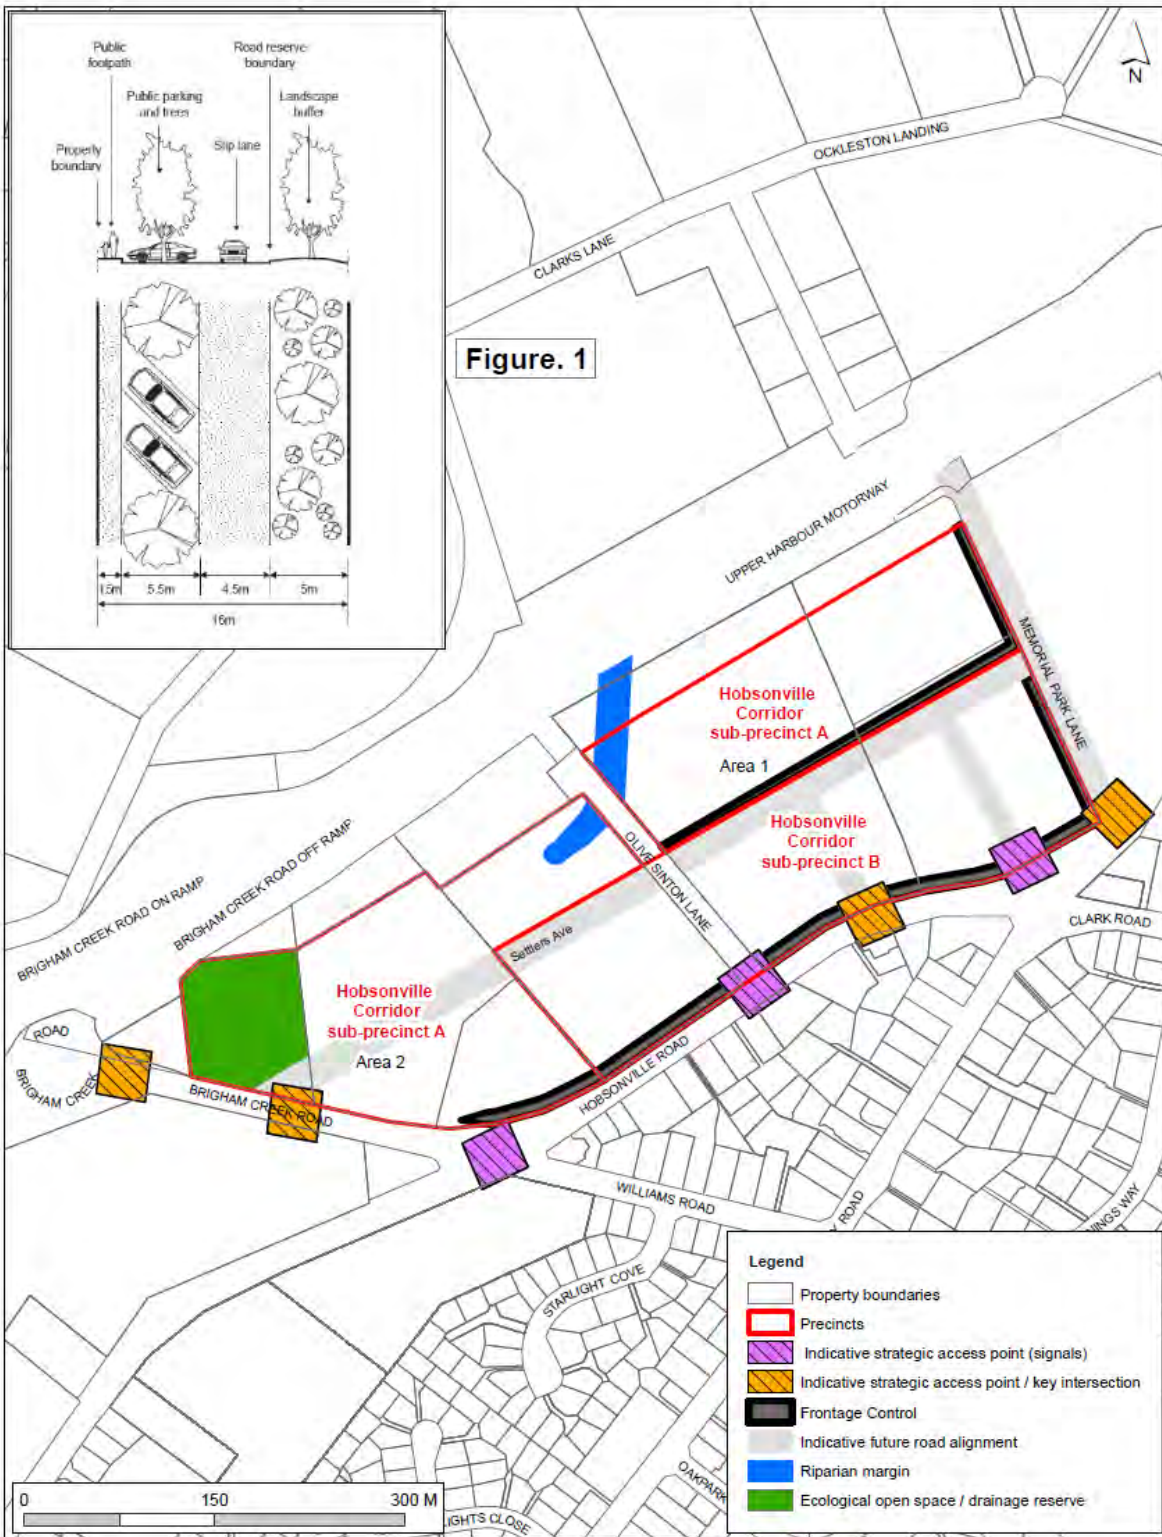 Public
footpath
Road reserve
boundary
Public parking
and trees
Landscape
buffer
Property
boundary
Slip lane
1.5m
5.5m
4.5m
5m
16m
N
OCKLESTON LANDING
CLARKS LANE
Figure. 1
UPPER HARBOUR MOTORWAY
MEMORIAL PARK LANE
Hobsonville
Corridor
sub-precinct A
Area 1
Hobsonville
Corridor
sub-precinct B
OLIVE SINTON LANE
BRIGHAM CREEK ROAD ON RAMP
BRIGHAM CREEK ROAD OFF RAMP
Settlers Ave
CLARK ROAD
Hobsonville
Corridor
sub-precinct A
Area 2
ROAD
BRIGHAM CREEK
BRIGHAM CREEK ROAD
HOBSONVILLE ROAD
WILLIAMS ROAD
ROAD
NINGS WAY
STARLIGHT COVE
OAKPARK
LIGHTS CLOSE
Legend
Property boundaries
Precincts
Indicative strategic access point (signals)
Indicative strategic access point / key intersection
Frontage Control
Indicative future road alignment
Riparian margin
Ecological open space / drainage reserve
0 150 300 M